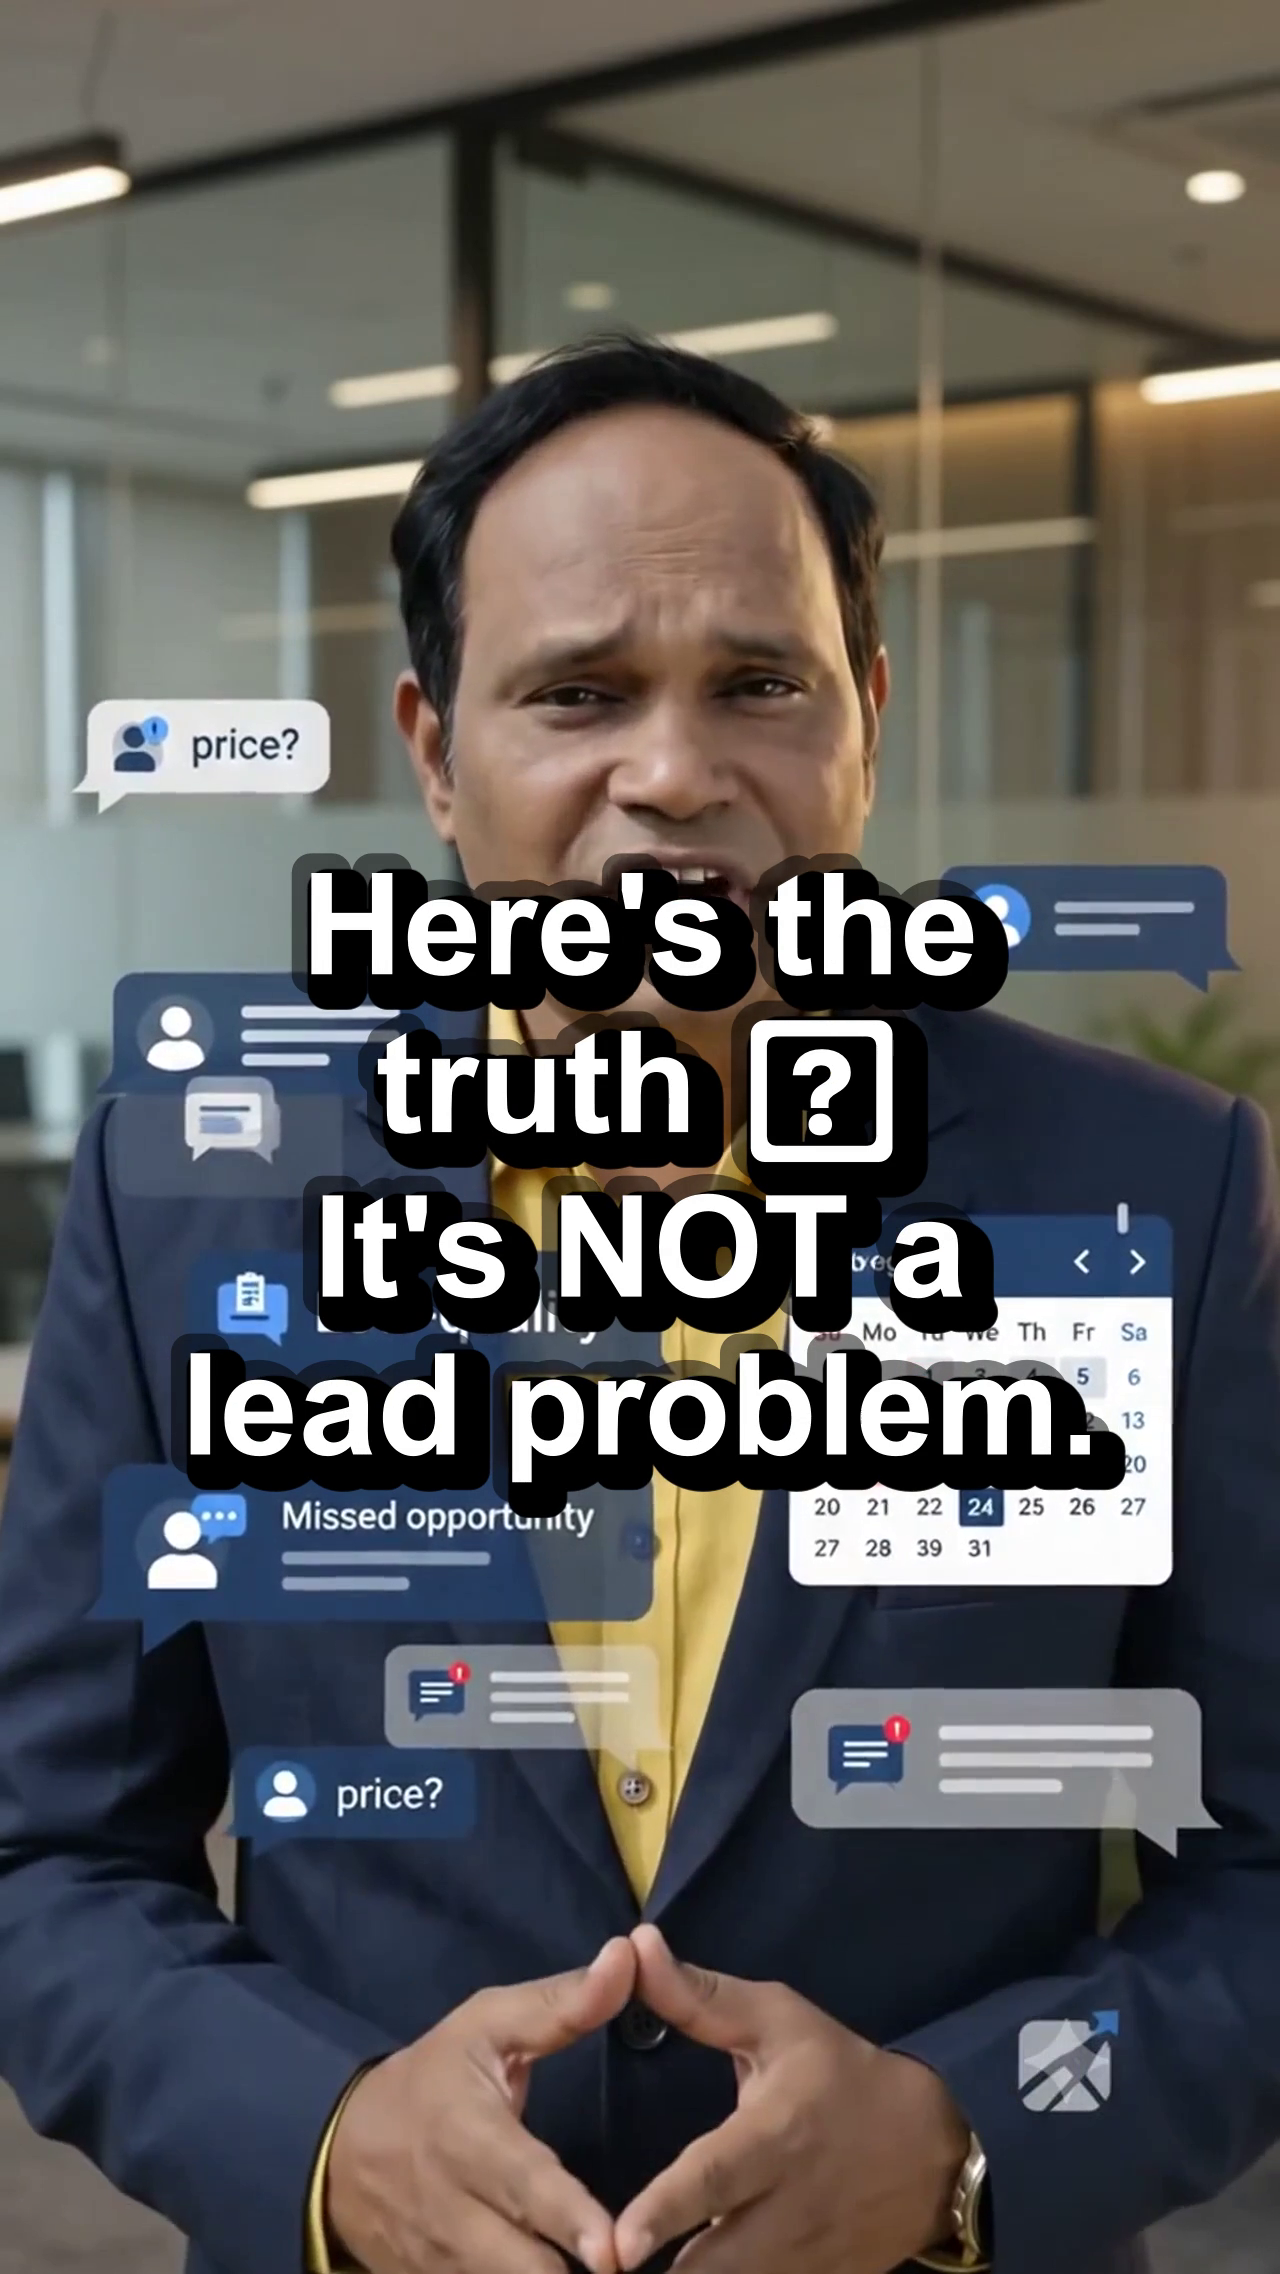 price?
Here's the
truth ?
It's NOT a
lead problem.
Mo We Th Fr Sa
5 6
13
20
Missed opportunity
20 21 22 24 25 26 27
27 28 39 31
price?